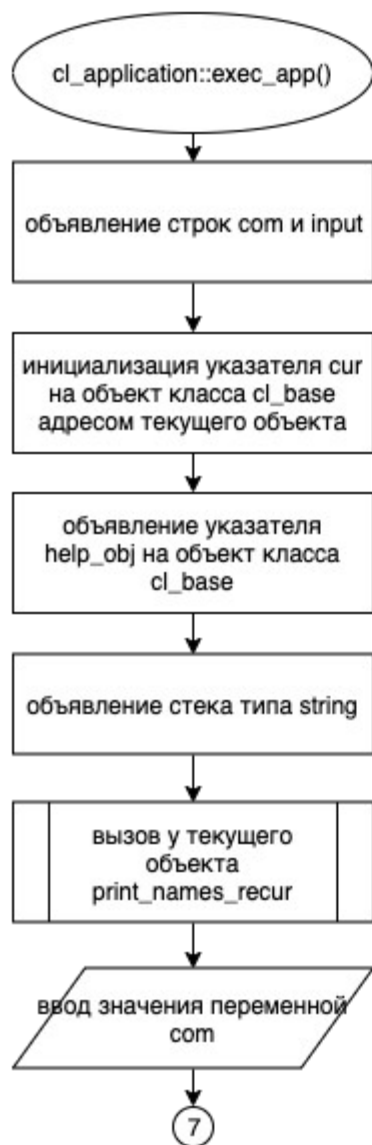 cl_application::exec_app()
объявление строк com и input
инициализация указателя cur
на объект класса cl_base
адресом текущего объекта
объявление указателя
help_obj на объект класса
cl_base
объявление стека типа string
вызов у текущего
объекта
print_names_recur
ввод значения переменной
com
7